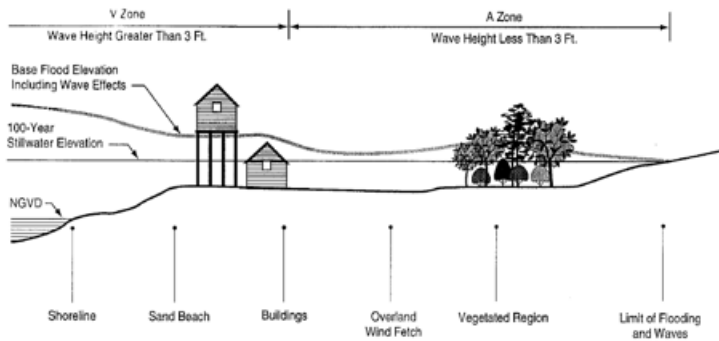 V Zone
A Zone
Wave Height Greater Than 3 Ft.
Wave Height Less Than 3 Ft.
Base Flood Elevation
Including Wave Effects
100-Year
Stillwater Elevation
NGVD
Shoreline
Sand Beach
Buildings
Overland
Wind Fetch
Vegetated Region
Limit of Flooding
and Waves